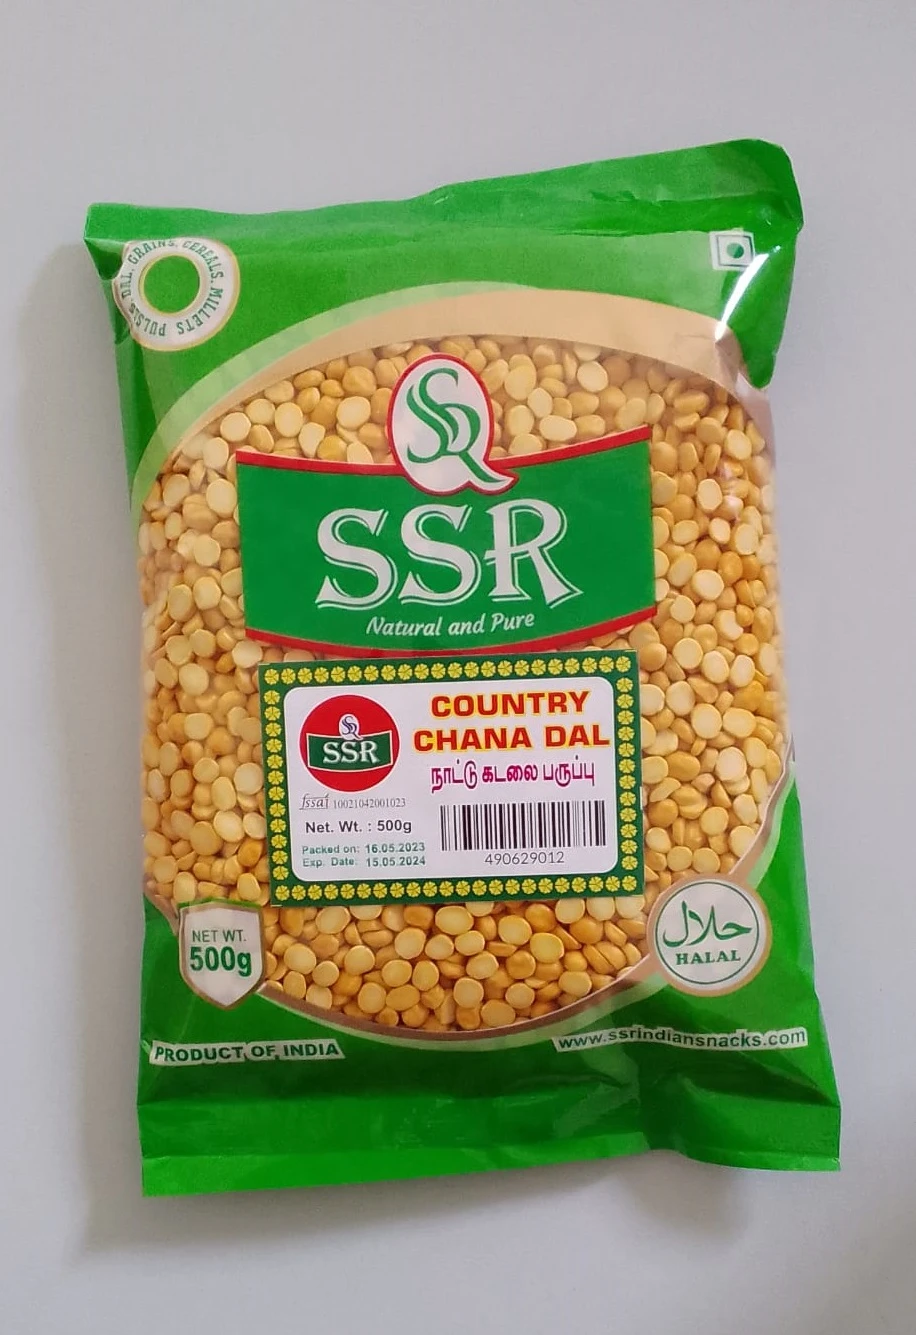 PULSES. DAL. GRAINS. CEREALS. MILLETS
SSR
Natural and Pure
SSR
COUNTRY
CHANA DAL
நாட்டு கடலை பருப்பு
fssai 10021042001023
Net. Wt. : 500g
Packed on: 16.05.2023
Exp. Date: 15.05.2024
490629012
NET WT.
500g
حلال
HALAL
PRODUCT OF INDIA
www.ssrindiansnacks.com